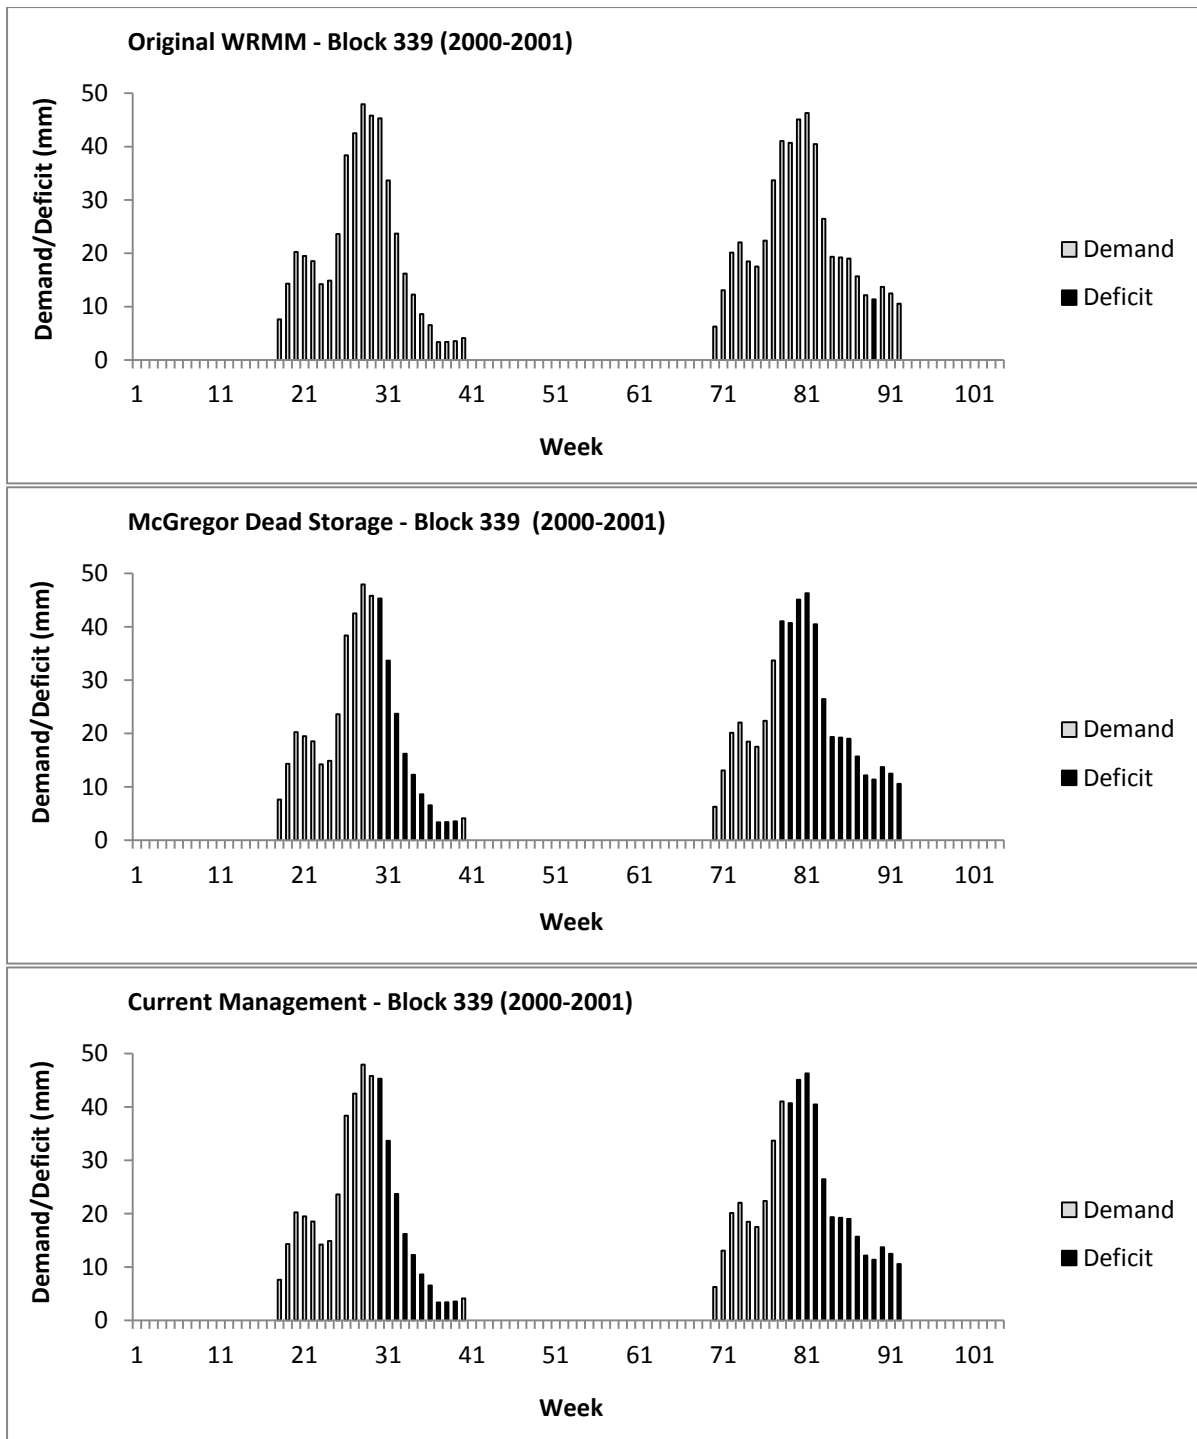 Original WRMM - Block 339 (2000-2001)
Demand/Deficit (mm)
50
40
30
20
10
0
1 11 21 31 41 51 61 71 81 91 101
Week
Demand
Deficit
McGregor Dead Storage - Block 339 (2000-2001)
Demand/Deficit (mm)
50
40
30
20
10
0
1 11 21 31 41 51 61 71 81 91 101
Week
Demand
Deficit
Current Management - Block 339 (2000-2001)
Demand/Deficit (mm)
50
40
30
20
10
0
1 11 21 31 41 51 61 71 81 91 101
Week
Demand
Deficit